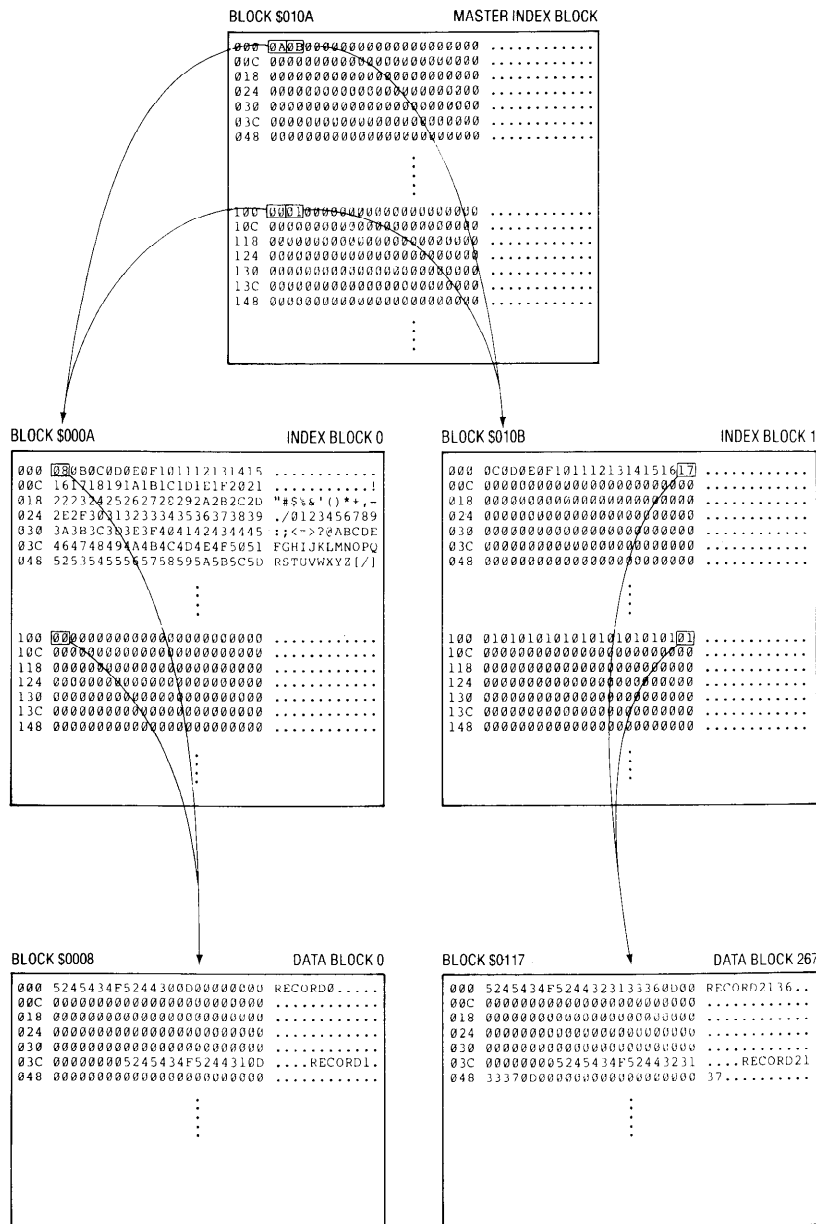 BLOCK $010A MASTER INDEX BLOCK
000 0A0B00000000000000000000 ............
00C 000000000000000000000000 ............
018 000000000000000000000000 ............
024 000000000000000000000000 ............
030 000000000000000000000000 ............
03C 000000000000000000000000 ............
048 000000000000000000000000 ............
100 000100000000000000000000 ............
10C 000000000000000000000000 ............
118 000000000000000000000000 ............
124 000000000000000000000000 ............
130 000000000000000000000000 ............
13C 000000000000000000000000 ............
148 000000000000000000000000 ............
BLOCK $000A INDEX BLOCK 0
000 080B0C0D0E0F101112131415 ............
00C 161718191A1B1C1D1E1F2021 ...........!
018 22232425262728292A2B2C2D "#$%&'()*+,-
024 2E2F30313233343536373839 ./0123456789
030 3A3B3C3D3E3F404142434445 :;<=>?@ABCDE
03C 464748494A4B4C4D4E4F5051 FGHIJKLMNOPQ
048 52535455565758595A5B5C5D RSTUVWXYZ[/]
100 000000000000000000000000 ............
10C 000000000000000000000000 ............
118 000000000000000000000000 ............
124 000000000000000000000000 ............
130 000000000000000000000000 ............
13C 000000000000000000000000 ............
148 000000000000000000000000 ............
BLOCK $010B INDEX BLOCK 1
000 0C0D0E0F1011121314151617 ............
00C 000000000000000000000000 ............
018 000000000000000000000000 ............
024 000000000000000000000000 ............
030 000000000000000000000000 ............
03C 000000000000000000000000 ............
048 000000000000000000000000 ............
100 010101010101010101010101 ............
10C 000000000000000000000000 ............
118 000000000000000000000000 ............
124 000000000000000000000000 ............
130 000000000000000000000000 ............
13C 000000000000000000000000 ............
148 000000000000000000000000 ............
BLOCK $0008 DATA BLOCK 0
000 5245434F5244300D00000000 RECORD0.....
00C 000000000000000000000000 ............
018 000000000000000000000000 ............
024 000000000000000000000000 ............
030 000000000000000000000000 ............
03C 000000005245434F5244310D ....RECORD1.
048 000000000000000000000000 ............
BLOCK $0117 DATA BLOCK 267
000 5245434F5244323133360D00 RECORD2136..
00C 000000000000000000000000 ............
018 000000000000000000000000 ............
024 000000000000000000000000 ............
030 000000000000000000000000 ............
03C 000000005245434F52443231 ....RECORD21
048 33370D000000000000000000 37..........